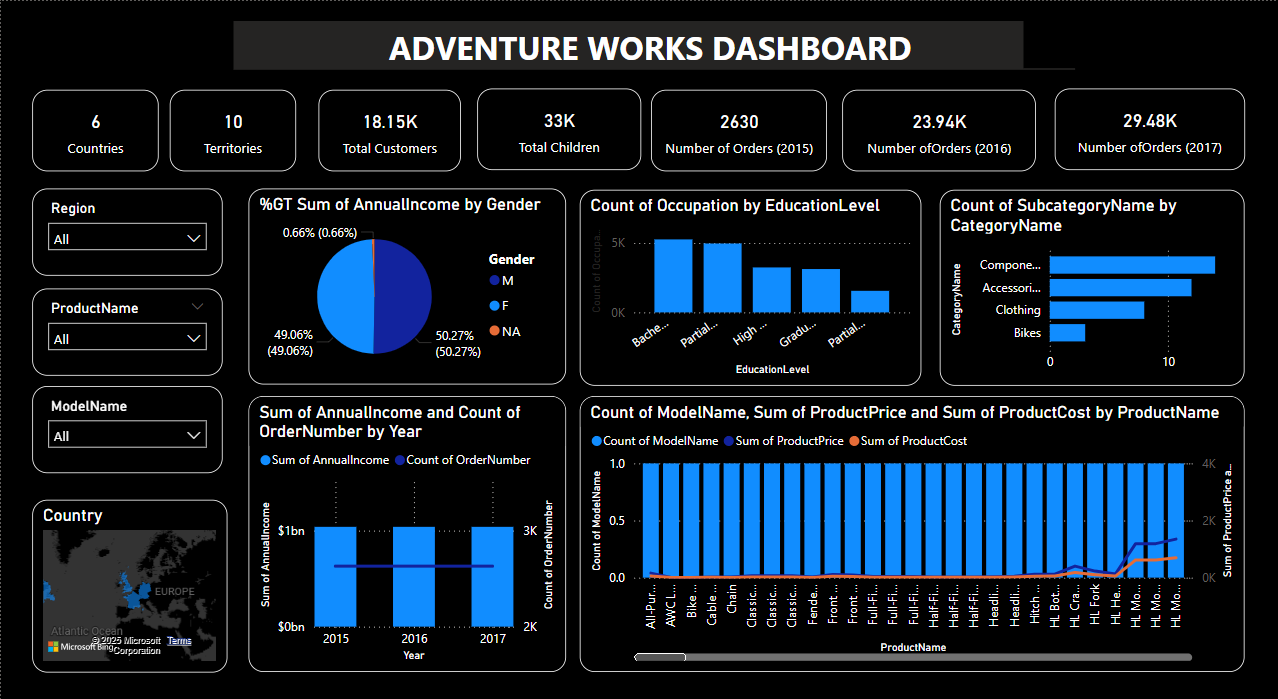 ADVENTURE WORKS DASHBOARD
6
Countries
10
Territories
18.15K
Total Customers
33K
Total Children
2630
Number of Orders (2015)
23.94K
Number ofOrders (2016)
29.48K
Number ofOrders (2017)
Region
All
ProductName
All
ModelName
All
Country
EUROPE
Atlantic Ocean
Microsoft Bing
© 2025 Microsoft Corporation
Terms
%GT Sum of AnnualIncome by Gender
0.66% (0.66%)
49.06%
(49.06%)
50.27%
(50.27%)
Gender
M
F
NA
Count of Occupation by EducationLevel
Count of Occupa...
5K
0K
Bache...
Partial...
High ...
Gradu...
Partial...
EducationLevel
Count of SubcategoryName by
CategoryName
CategoryName
Compone...
Accessori...
Clothing
Bikes
0
10
Sum of AnnualIncome and Count of
OrderNumber by Year
Sum of AnnualIncome
Count of OrderNumber
Sum of AnnualIncome
$1bn
$0bn
3K
2K
Count of OrderNumber
2015
2016
2017
Year
Count of ModelName, Sum of ProductPrice and Sum of ProductCost by ProductName
Count of ModelName
Sum of ProductPrice
Sum of ProductCost
Count of ModelName
1.0
0.5
0.0
4K
2K
0K
Sum of ProductPrice a...
All-Pur...
AWC L...
Bike ...
Cable ...
Chain
Classic...
Classic...
Classic...
Fende...
Front ...
Front ...
Full-Fi...
Full-Fi...
Full-Fi...
Half-Fi...
Half-Fi...
Half-Fi...
Headli...
Headli...
Hitch ...
HL Bot...
HL Cra...
HL Fork
HL He...
HL Mo...
HL Mo...
HL Mo...
ProductName